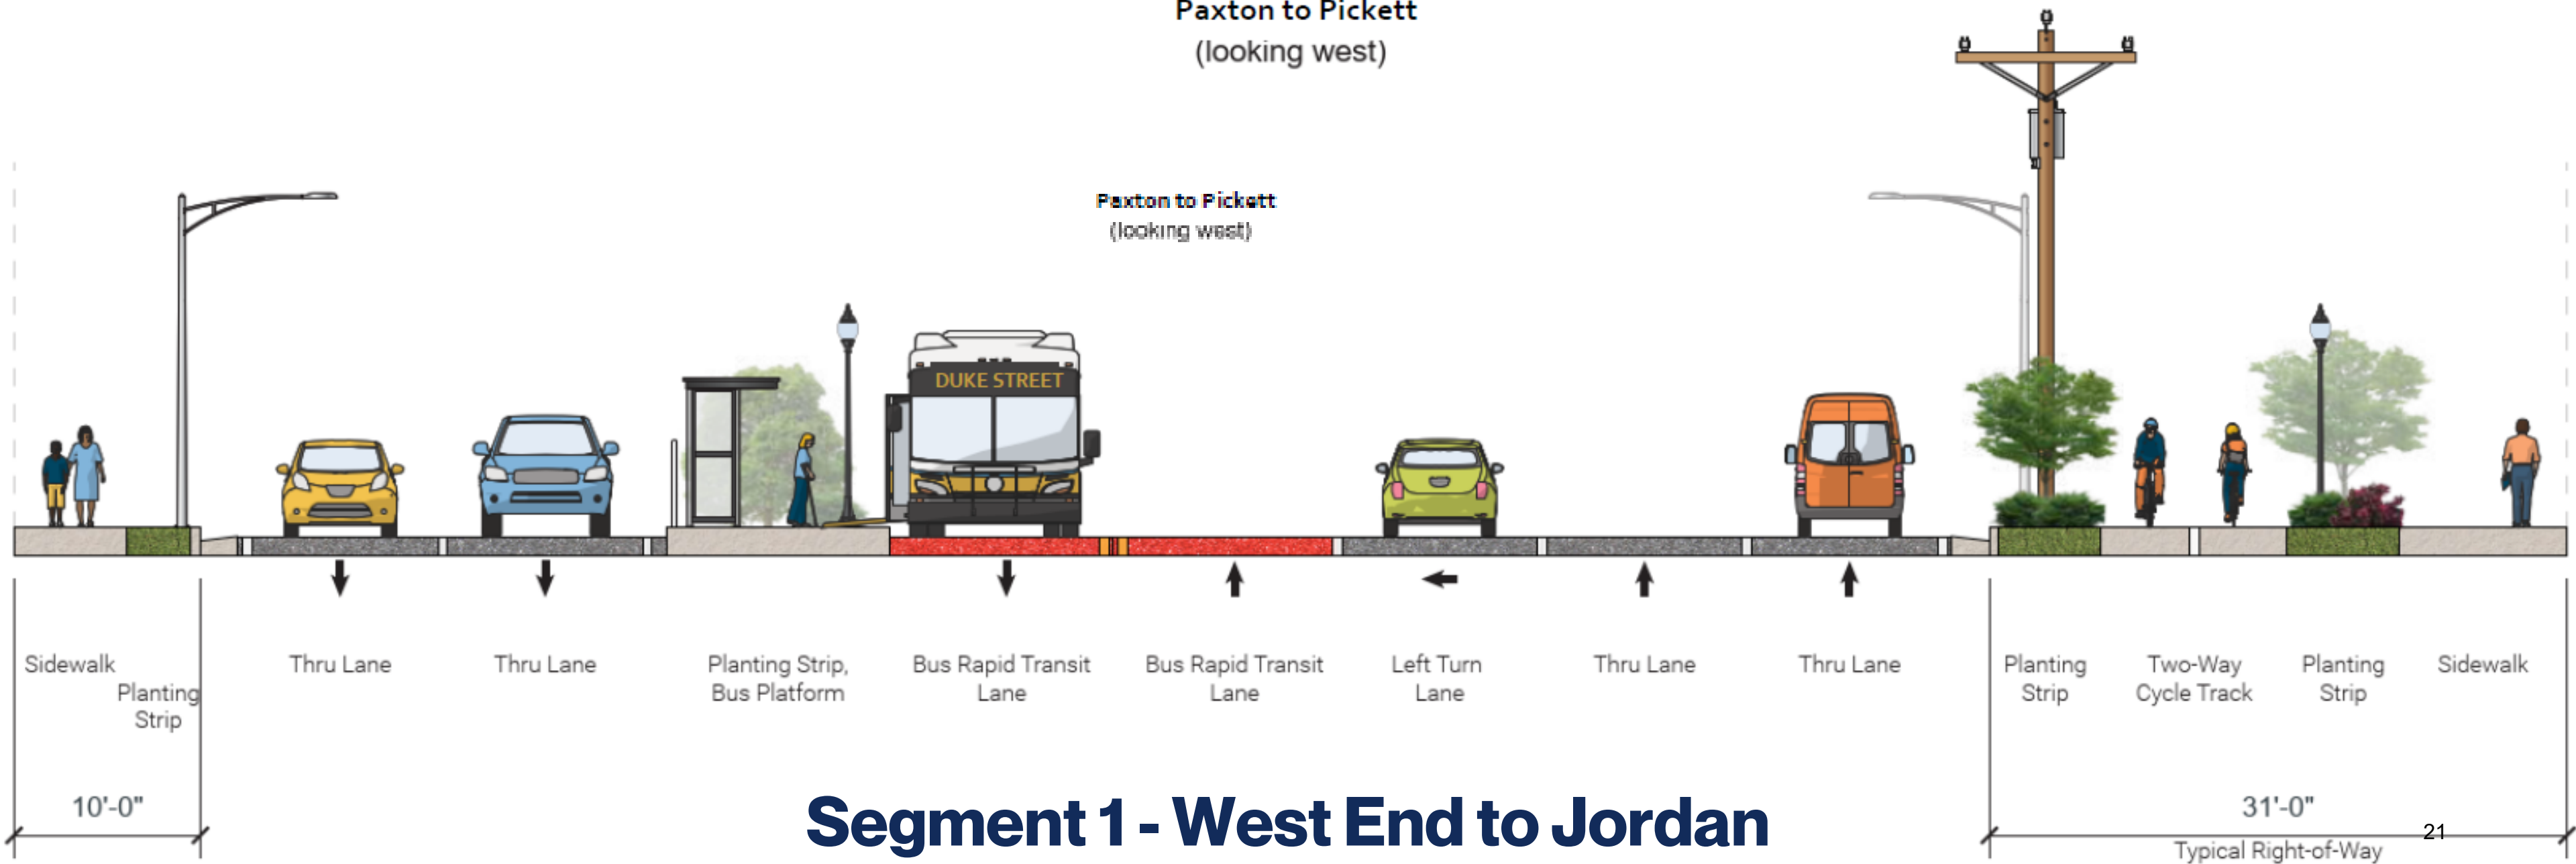 Paxton to Pickett
(looking west)
Paxton to Pickett
(looking west)
DUKE STREET
Sidewalk
Planting
Strip
Thru Lane
Thru Lane
Planting Strip,
Bus Platform
Bus Rapid Transit
Lane
Bus Rapid Transit
Lane
Left Turn
Lane
Thru Lane
Thru Lane
Planting
Strip
Two-Way
Cycle Track
Planting
Strip
Sidewalk
10'-0"
31'-0"
Segment 1 - West End to Jordan
21
Typical Right-of-Way